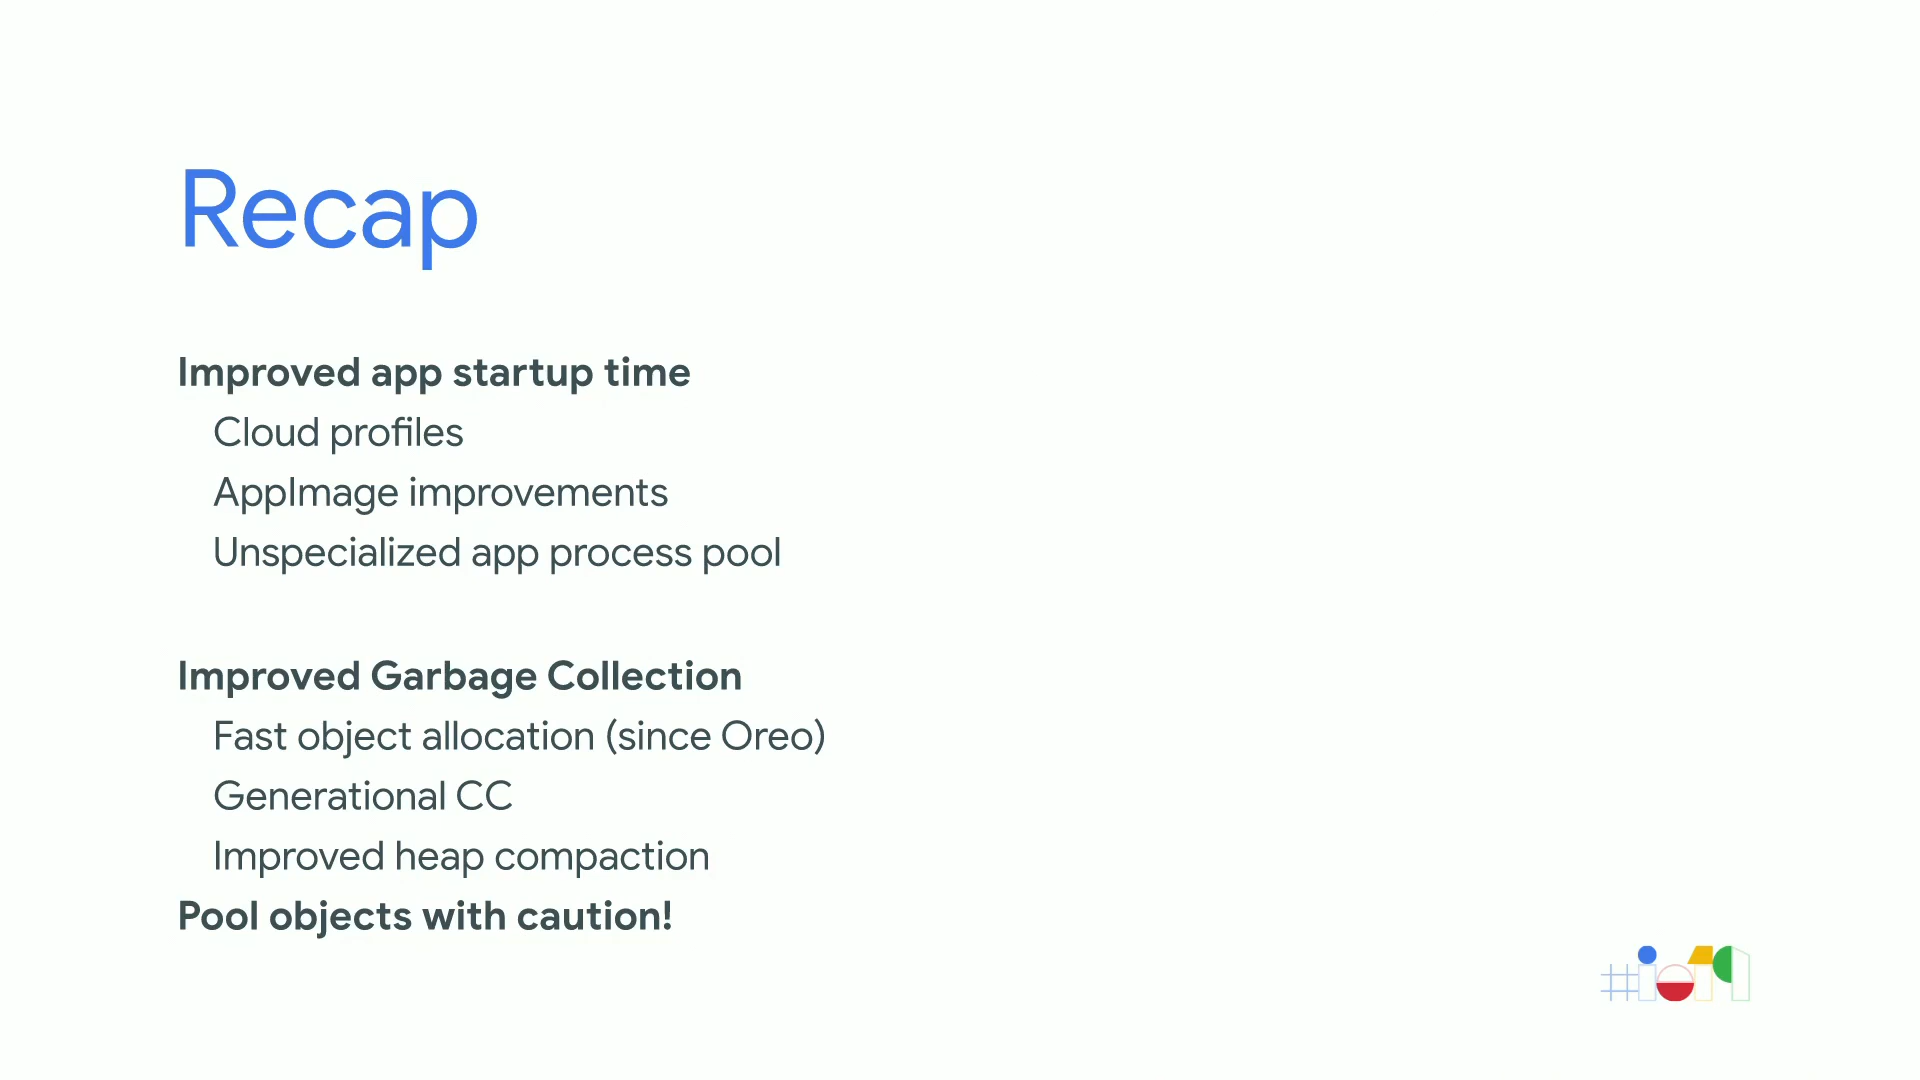 Recap
Improved app startup time
Cloud profiles
AppImage improvements
Unspecialized app process pool
Improved Garbage Collection
Fast object allocation (since Oreo)
Generational CC
Improved heap compaction
Pool objects with caution!
#io19